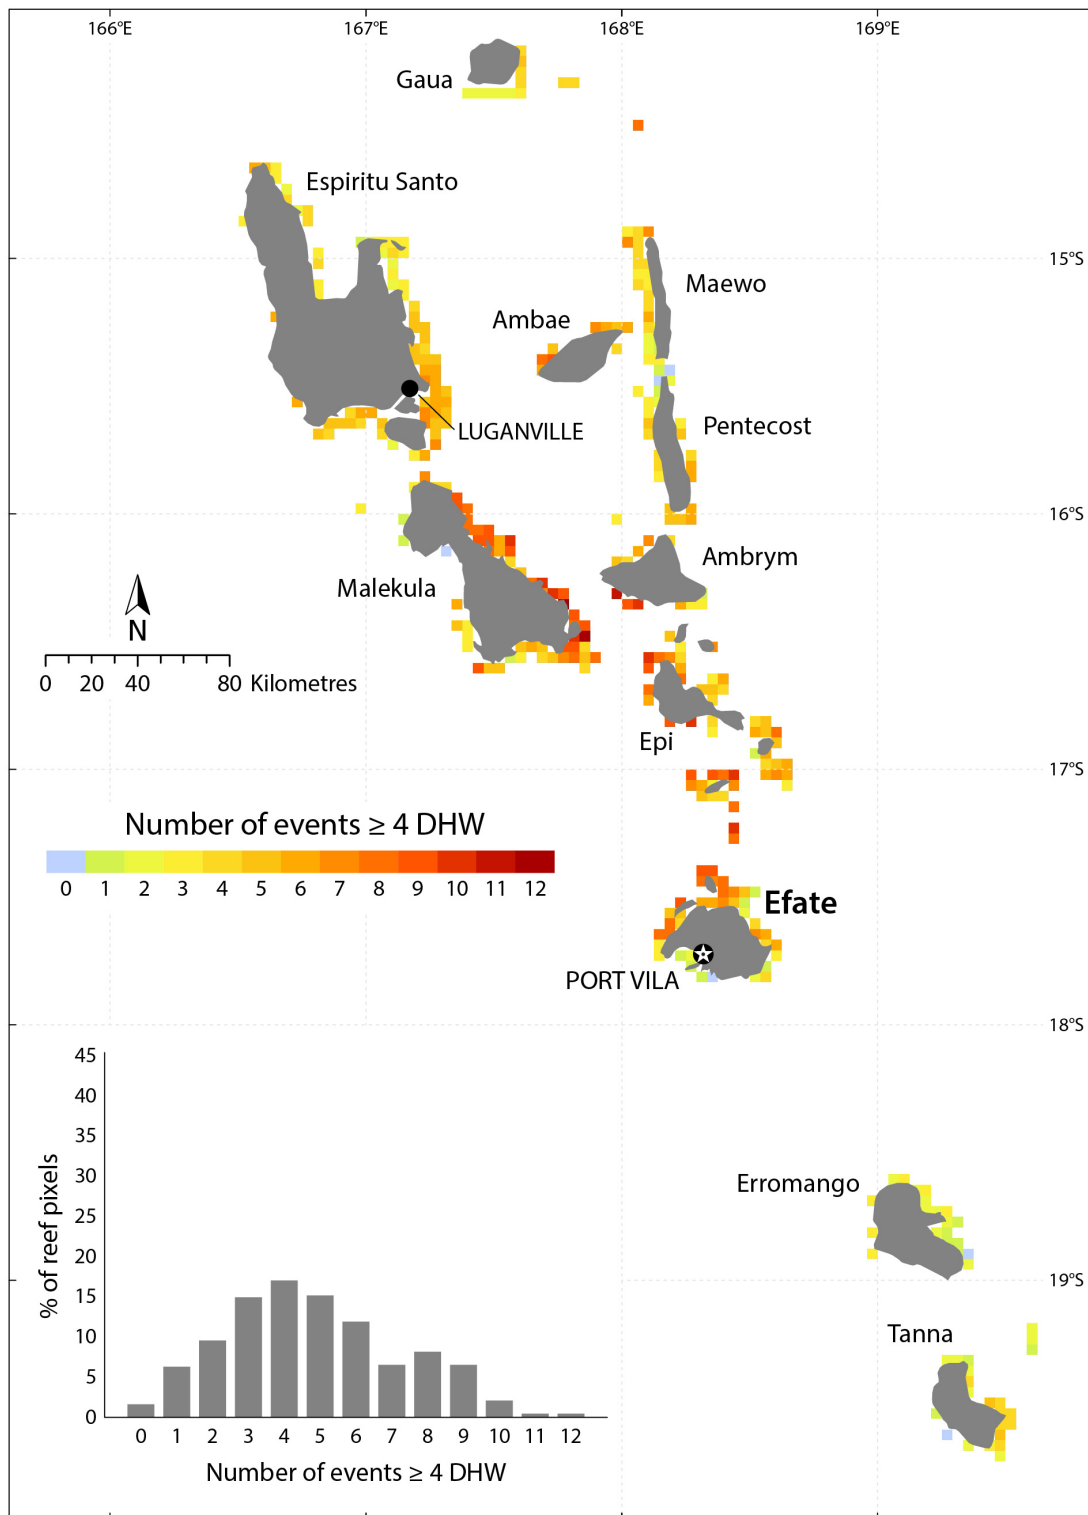 166°E 167°E 168°E 169°E
Gaua
Espiritu Santo
15°S
Maewo
Ambae
Pentecost
LUGANVILLE
16°S
Ambrym
Malekula
N
0 20 40 80 Kilometres
Epi
17°S
Number of events ≥ 4 DHW
0 1 2 3 4 5 6 7 8 9 10 11 12
Efate
PORT VILA
18°S
45
40
35
30
25
20
15
10
5
0
% of reef pixels
0 1 2 3 4 5 6 7 8 9 10 11 12
Number of events ≥ 4 DHW
Erromango
19°S
Tanna